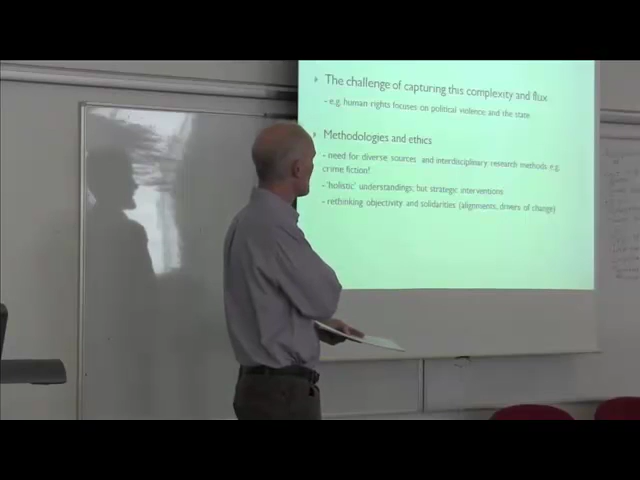 The challenge of capturing this complexity and flux
- e.g. human rights focuses on political violence and the state
Methodologies and ethics
- need for diverse sources and interdisciplinary research methods e.g.
crime fiction?
- 'holistic' understandings, but strategic interventions
- rethinking objectivity and solidarities (alignments, drivers of change)